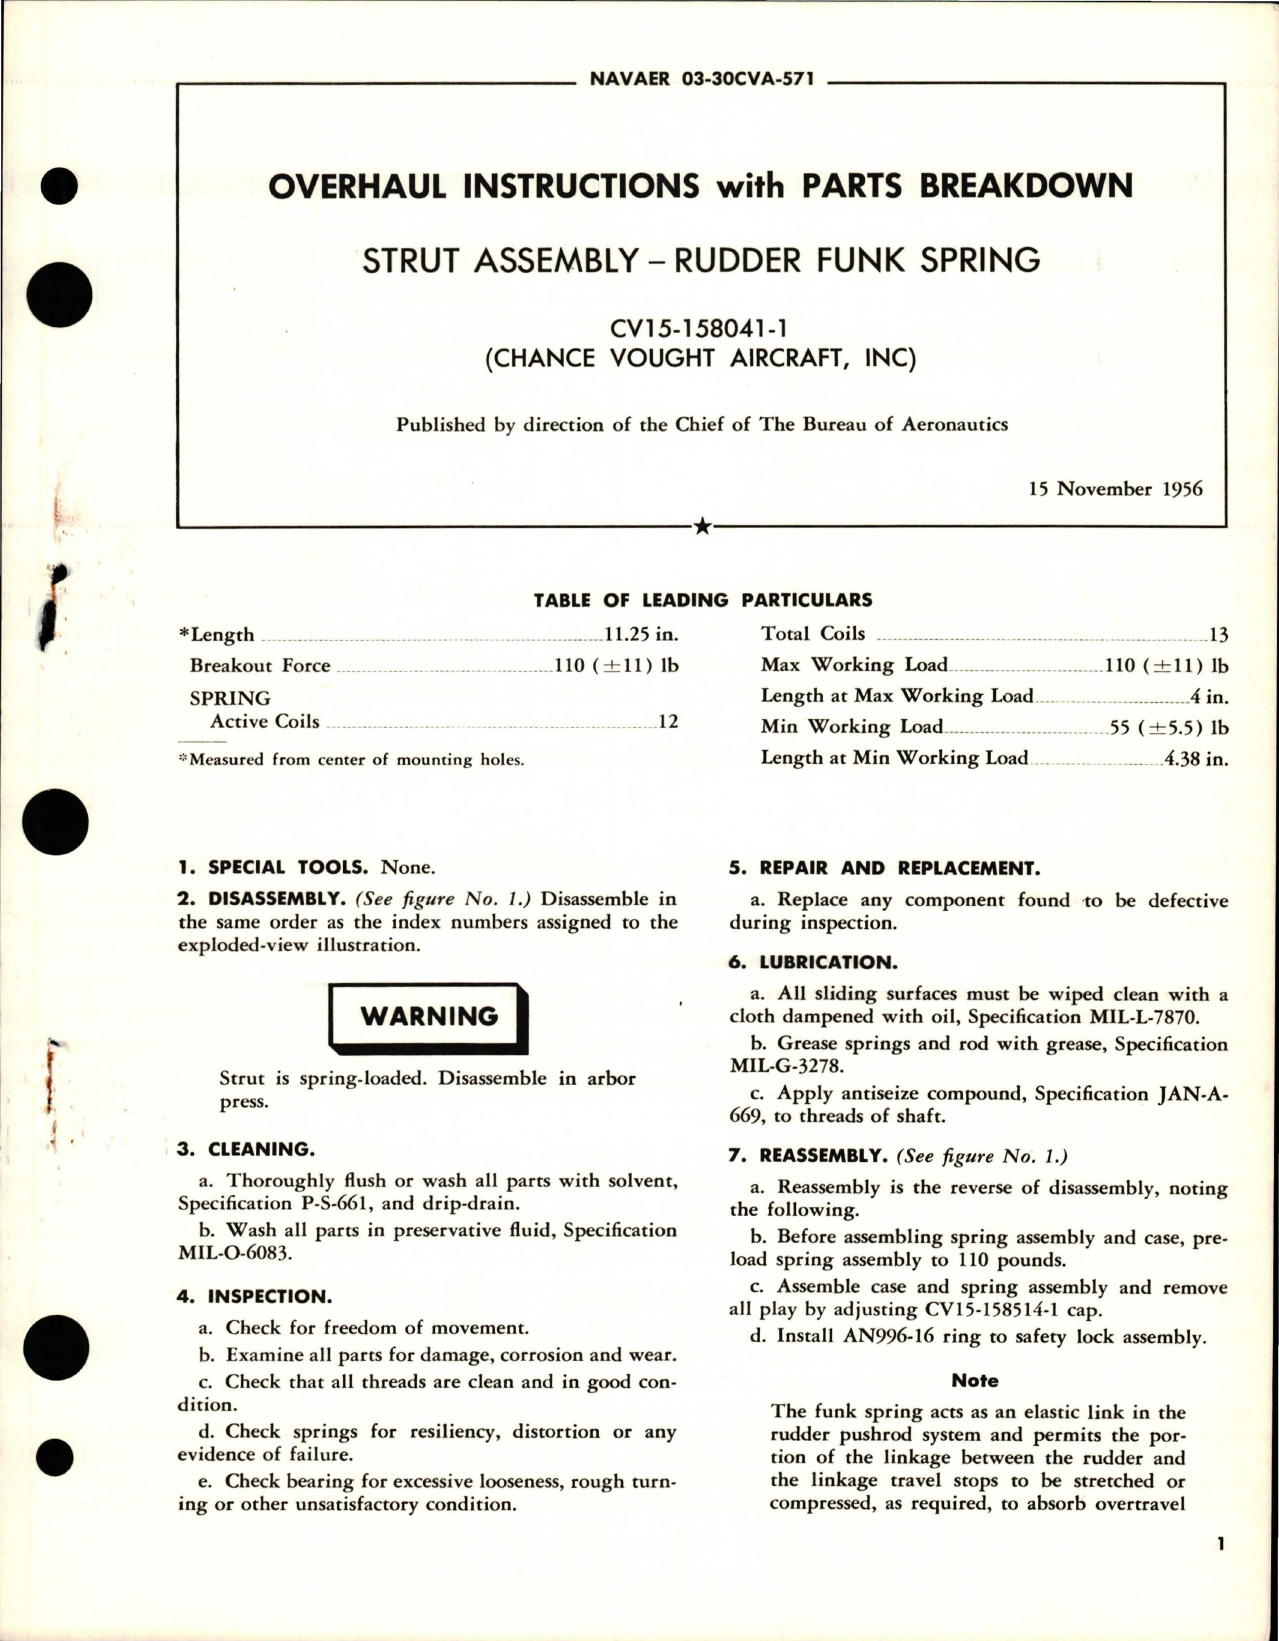 NAVAER 03-30CVA-571
OVERHAUL INSTRUCTIONS with PARTS BREAKDOWN
STRUT ASSEMBLY – RUDDER FUNK SPRING
CV15-158041-1
(CHANCE VOUGHT AIRCRAFT, INC)
Published by direction of the Chief of The Bureau of Aeronautics
15 November 1956
TABLE OF LEADING PARTICULARS
*Length 11.25 in.
Breakout Force 110 (±11) lb
SPRING
Active Coils 12
*Measured from center of mounting holes.
Total Coils 13
Max Working Load 110 (±11) lb
Length at Max Working Load 4 in.
Min Working Load 55 (±5.5) lb
Length at Min Working Load 4.38 in.
1. SPECIAL TOOLS. None.
2. DISASSEMBLY. (See figure No. 1.) Disassemble in
the same order as the index numbers assigned to the
exploded-view illustration.
WARNING
Strut is spring-loaded. Disassemble in arbor
press.
3. CLEANING.
a. Thoroughly flush or wash all parts with solvent,
Specification P-S-661, and drip-drain.
b. Wash all parts in preservative fluid, Specification
MIL-O-6083.
4. INSPECTION.
a. Check for freedom of movement.
b. Examine all parts for damage, corrosion and wear.
c. Check that all threads are clean and in good con-
dition.
d. Check springs for resiliency, distortion or any
evidence of failure.
e. Check bearing for excessive looseness, rough turn-
ing or other unsatisfactory condition.
5. REPAIR AND REPLACEMENT.
a. Replace any component found to be defective
during inspection.
6. LUBRICATION.
a. All sliding surfaces must be wiped clean with a
cloth dampened with oil, Specification MIL-L-7870.
b. Grease springs and rod with grease, Specification
MIL-G-3278.
c. Apply antiseize compound, Specification JAN-A-
669, to threads of shaft.
7. REASSEMBLY. (See figure No. 1.)
a. Reassembly is the reverse of disassembly, noting
the following.
b. Before assembling spring assembly and case, pre-
load spring assembly to 110 pounds.
c. Assemble case and spring assembly and remove
all play by adjusting CV15-158514-1 cap.
d. Install AN996-16 ring to safety lock assembly.
Note
The funk spring acts as an elastic link in the
rudder pushrod system and permits the por-
tion of the linkage between the rudder and
the linkage travel stops to be stretched or
compressed, as required, to absorb overtravel
1